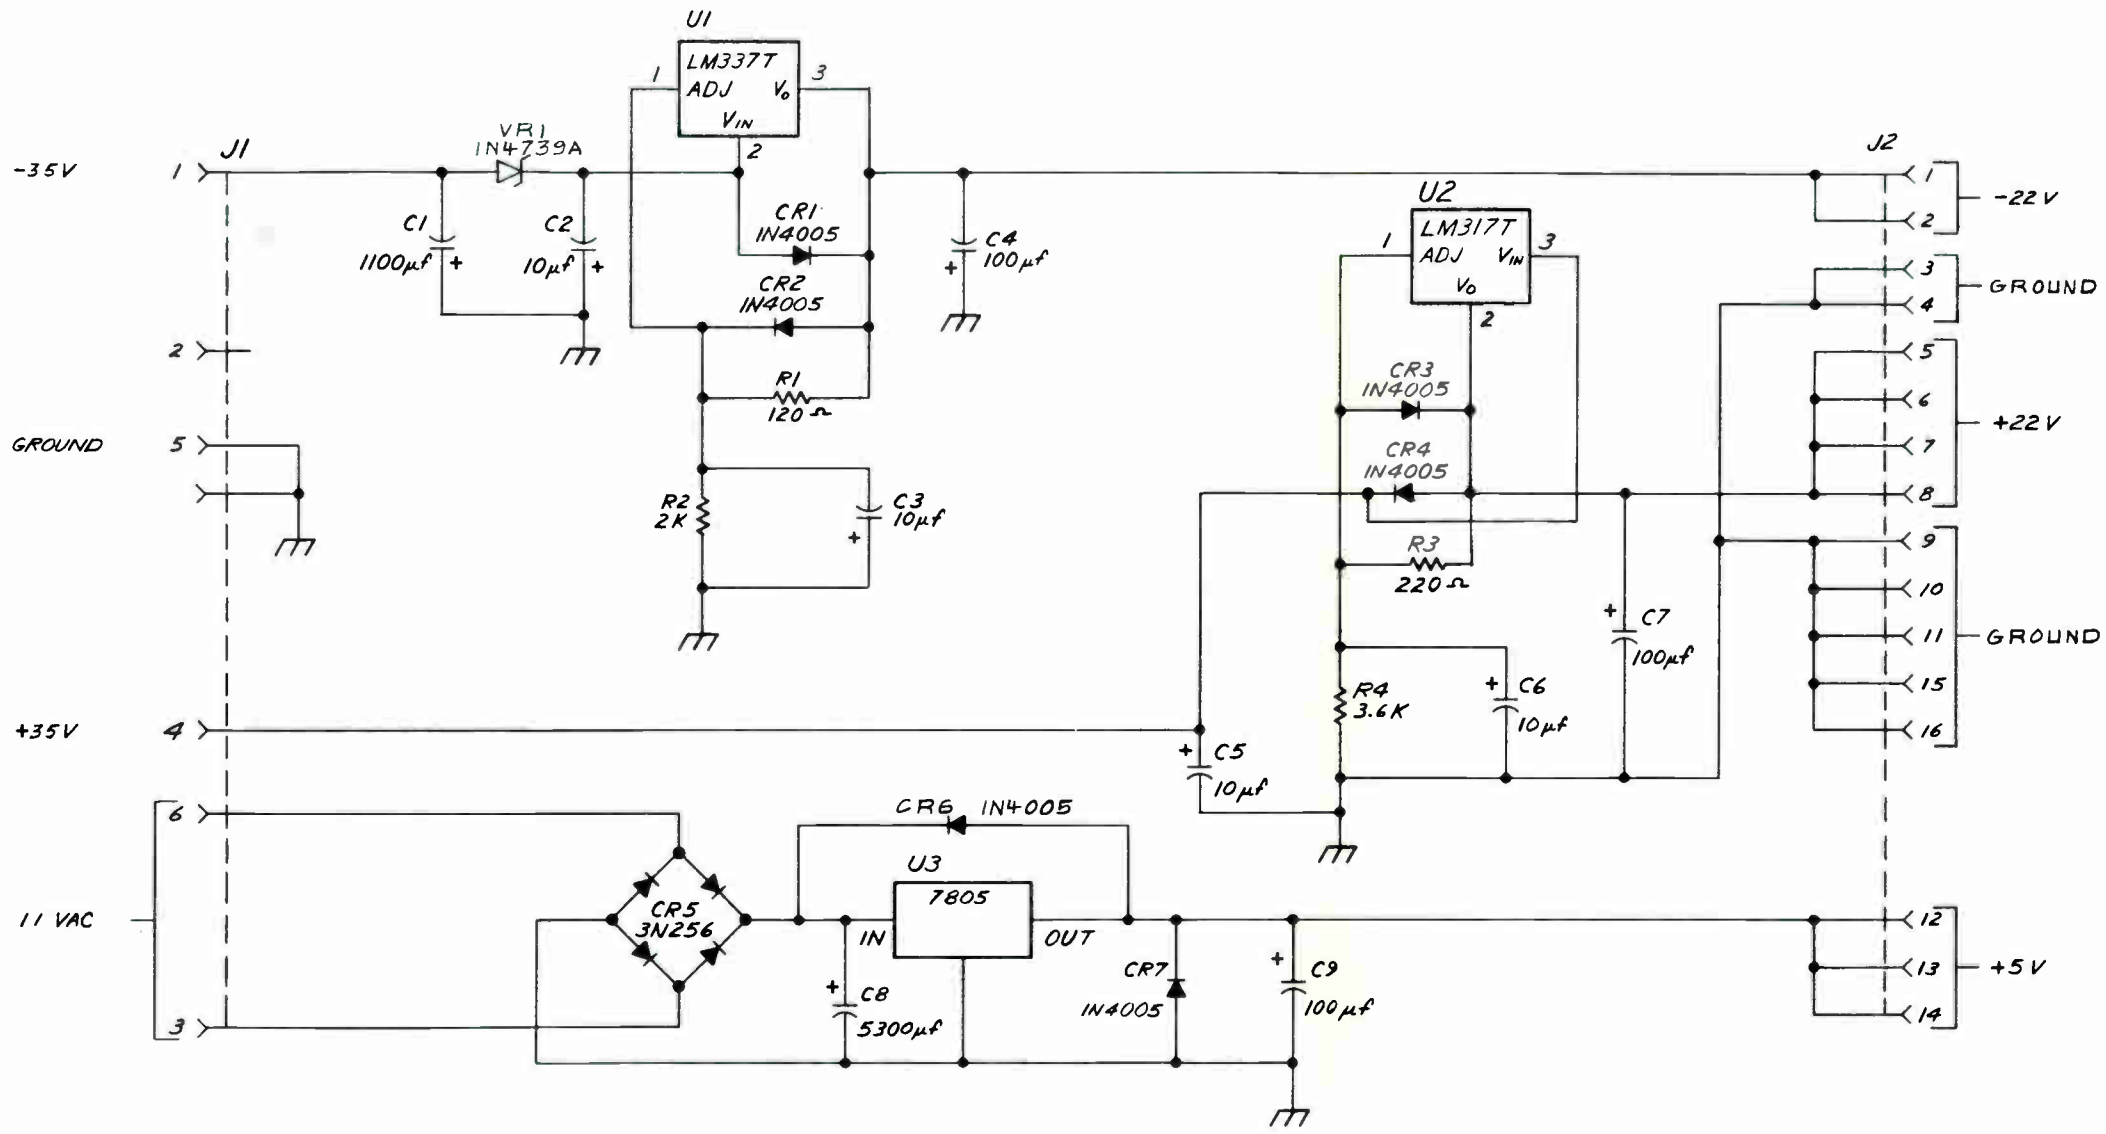 U1
LM337T
1
ADJ
Vo
3
VIN
2
VR1
1N4739A
J1
-35V
1
C1
1100µf
+
C2
10µf
+
CR1
1N4005
CR2
1N4005
C4
100µf
+
R1
120Ω
R2
2K
C3
10µf
+
2
GROUND
5
+35V
4
U2
LM317T
1
ADJ
VIN
3
Vo
2
CR3
1N4005
CR4
1N4005
R3
220Ω
R4
3.6K
+
C6
10µf
+
C7
100µf
+
C5
10µf
J2
1
2
-22V
3
4
GROUND
5
6
7
8
+22V
9
10
11
15
16
GROUND
12
13
14
+5V
11 VAC
6
3
CR5
3N256
CR6 1N4005
U3
7805
IN
OUT
+
C8
5300µf
CR7
1N4005
+
C9
100µf